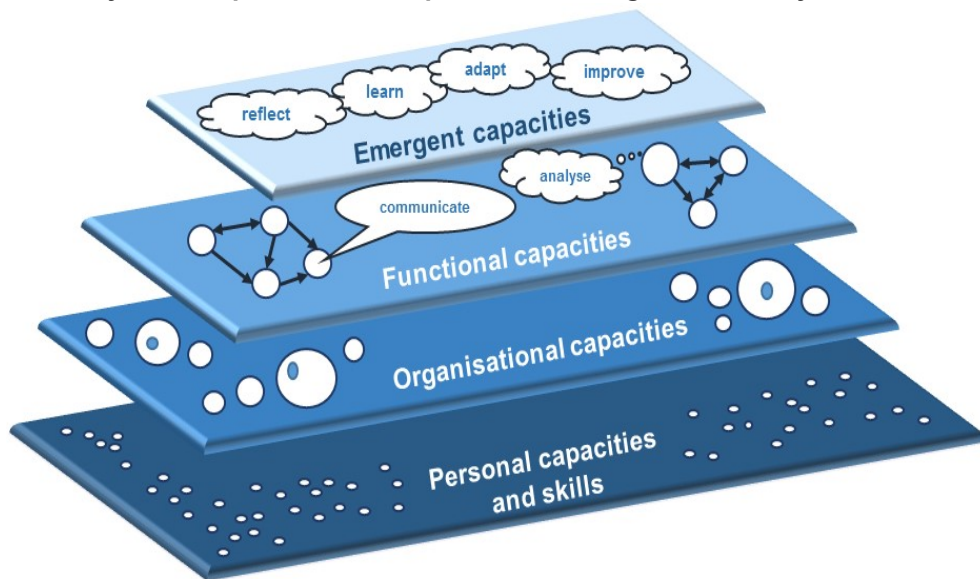 reflect
learn
adapt
improve
Emergent capacities
communicate
analyse
Functional capacities
Organisational capacities
Personal capacities
and skills